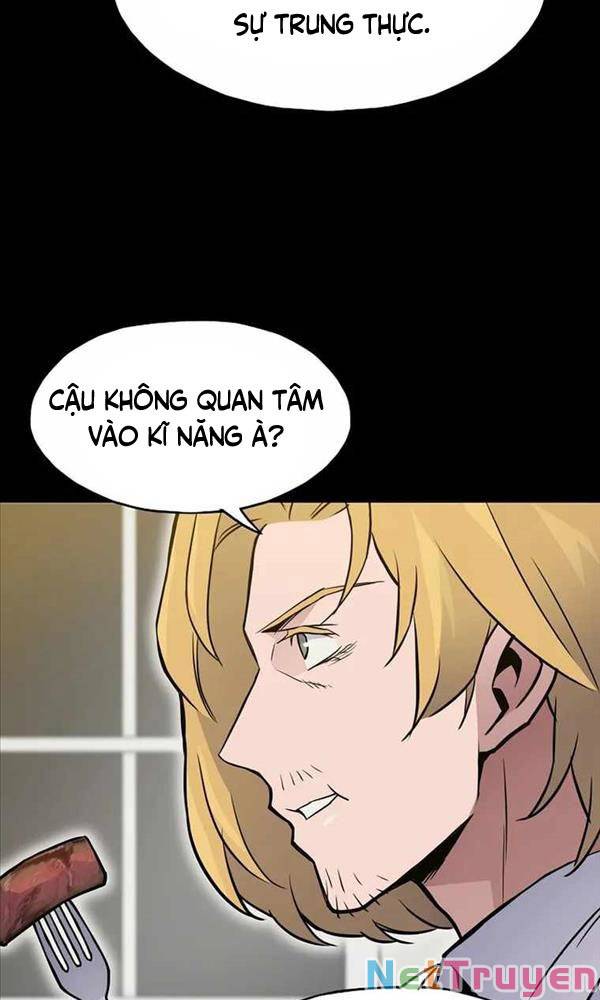 SỰ TRUNG THỰC.
CẬU KHÔNG QUAN TÂM
VÀO KĨ NĂNG À?
NetTruyen